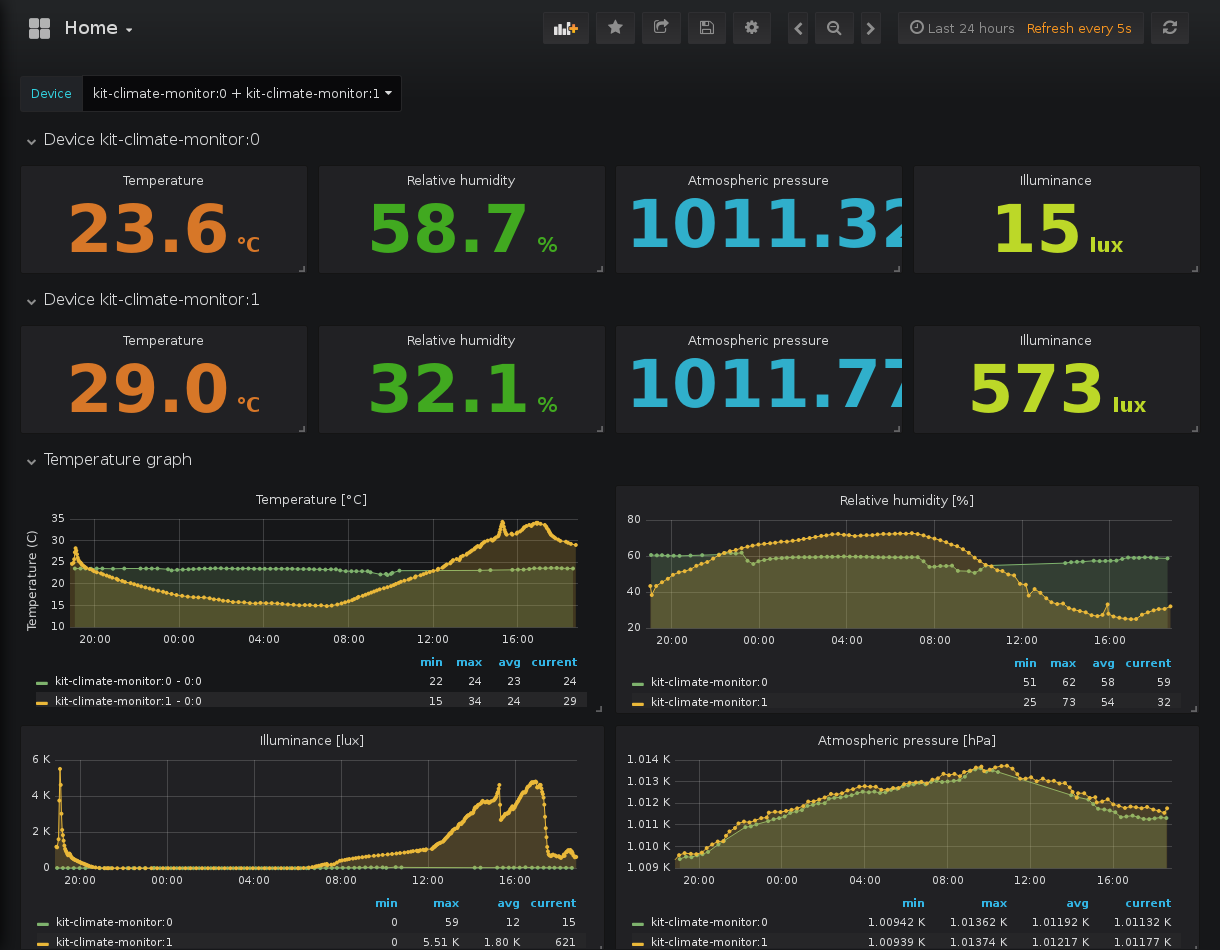 Home
Last 24 hours Refresh every 5s
Device kit-climate-monitor:0 + kit-climate-monitor:1
Device kit-climate-monitor:0
Temperature Relative humidity Atmospheric pressure Illuminance
23.6 °C 58.7 % 1011.32 15 lux
Device kit-climate-monitor:1
Temperature Relative humidity Atmospheric pressure Illuminance
29.0 °C 32.1 % 1011.77 573 lux
Temperature graph
Temperature [°C]
Temperature (C)
35
30
25
20
15
10
20:00 00:00 04:00 08:00 12:00 16:00
min max avg current
kit-climate-monitor:0 - 0:0 22 24 23 24
kit-climate-monitor:1 - 0:0 15 34 24 29
Relative humidity [%]
80
60
40
20
20:00 00:00 04:00 08:00 12:00 16:00
min max avg current
kit-climate-monitor:0 51 62 58 59
kit-climate-monitor:1 25 73 54 32
Illuminance [lux]
6 K
4 K
2 K
0
20:00 00:00 04:00 08:00 12:00 16:00
min max avg current
kit-climate-monitor:0 0 59 12 15
kit-climate-monitor:1 0 5.51 K 1.80 K 621
Atmospheric pressure [hPa]
1.014 K
1.013 K
1.012 K
1.011 K
1.010 K
1.009 K
20:00 00:00 04:00 08:00 12:00 16:00
min max avg current
kit-climate-monitor:0 1.00942 K 1.01362 K 1.01192 K 1.01132 K
kit-climate-monitor:1 1.00939 K 1.01374 K 1.01217 K 1.01177 K